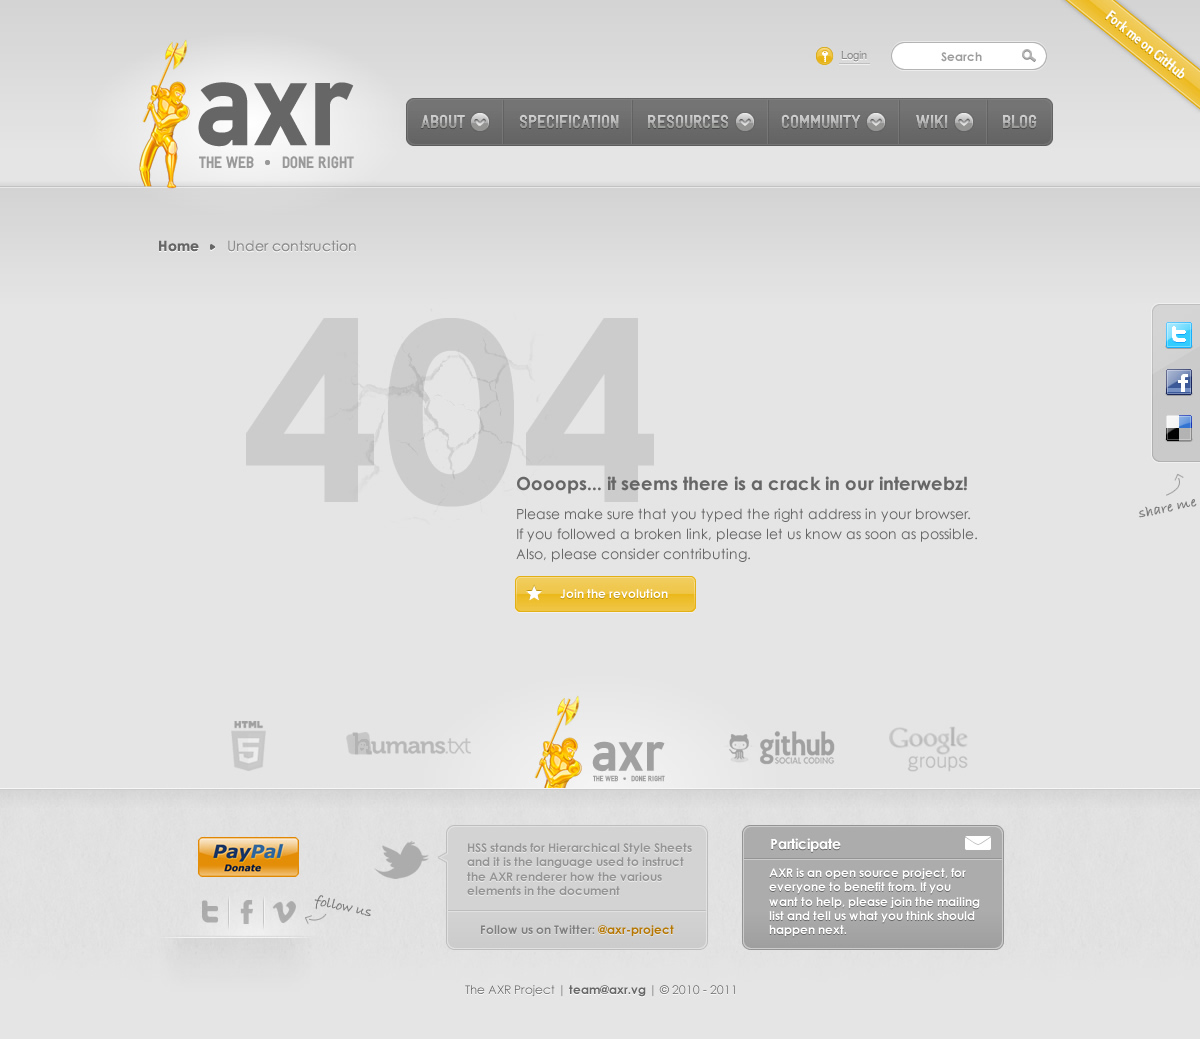 Fork me on GitHub
Login
Search
axr
THE WEB • DONE RIGHT
ABOUT
SPECIFICATION
RESOURCES
COMMUNITY
WIKI
BLOG
Home
Under contsruction
404
Oooops... it seems there is a crack in our interwebz!
Please make sure that you typed the right address in your browser.
If you followed a broken link, please let us know as soon as possible.
Also, please consider contributing.
Join the revolution
share me
HTML
5
humans.txt
axr
THE WEB • DONE RIGHT
github
SOCIAL CODING
Google
groups
PayPal
Donate
follow us
HSS stands for Hierarchical Style Sheets
and it is the language used to instruct
the AXR renderer how the various
elements in the document
Follow us on Twitter: @axr-project
Participate
AXR is an open source project, for
everyone to benefit from. If you
want to help, please join the mailing
list and tell us what you think should
happen next.
The AXR Project | team@axr.vg | © 2010 - 2011